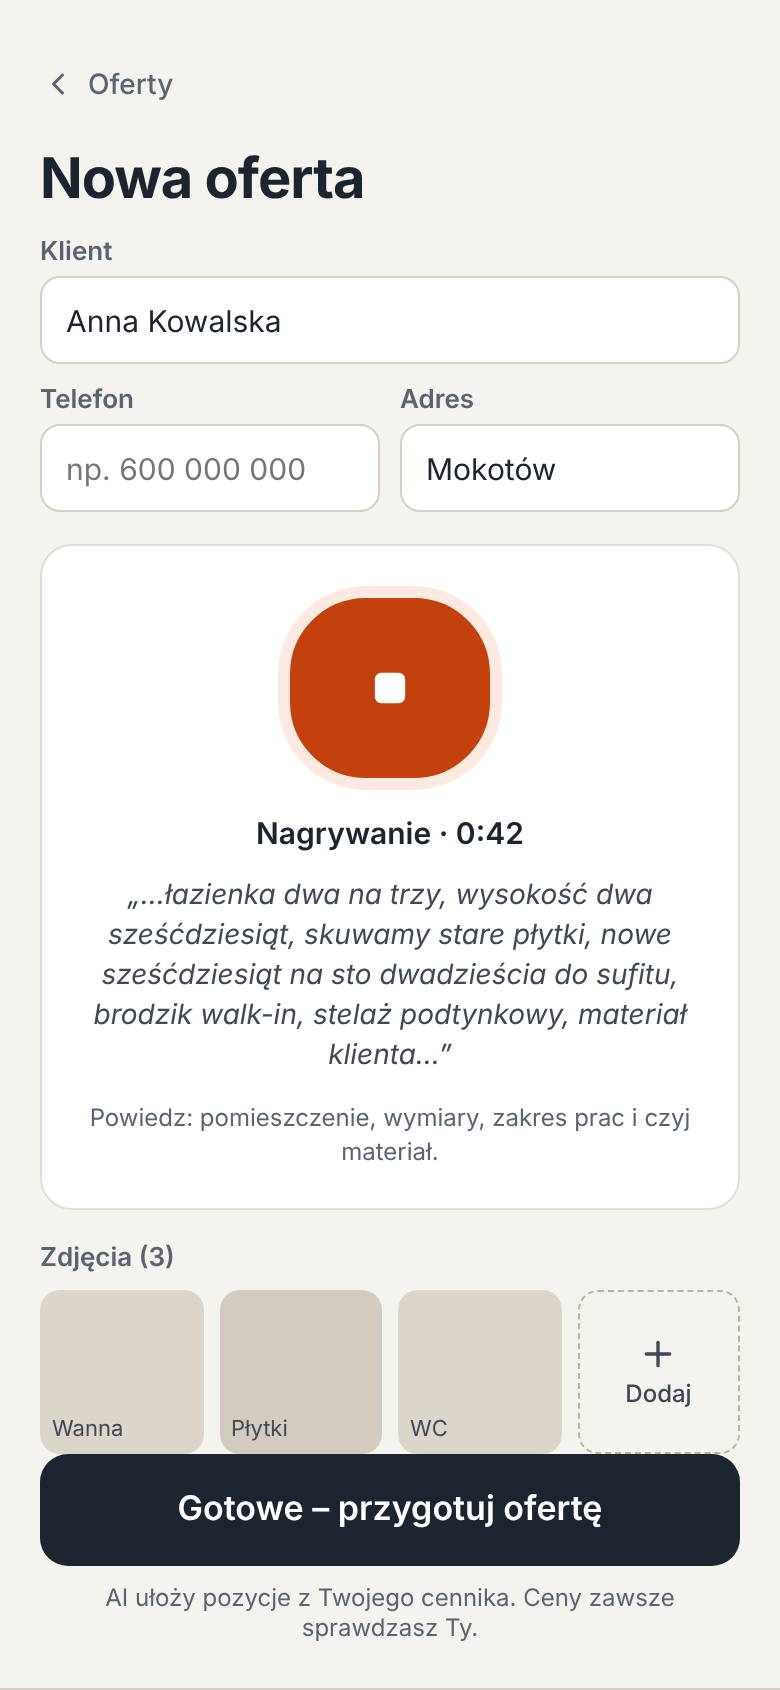 Oferty
Nowa oferta
Klient
Anna Kowalska
Telefon
Adres
np. 600 000 000
Mokotów
Nagrywanie · 0:42
„...łazienka dwa na trzy, wysokość dwa
sześćdziesiąt, skuwamy stare płytki, nowe
sześćdziesiąt na sto dwadzieścia do sufitu,
brodzik walk-in, stelaż podtynkowy, materiał
klienta...”
Powiedz: pomieszczenie, wymiary, zakres prac i czyj
materiał.
Zdjęcia (3)
Wanna
Płytki
WC
Dodaj
Gotowe – przygotuj ofertę
AI ułoży pozycje z Twojego cennika. Ceny zawsze
sprawdzasz Ty.